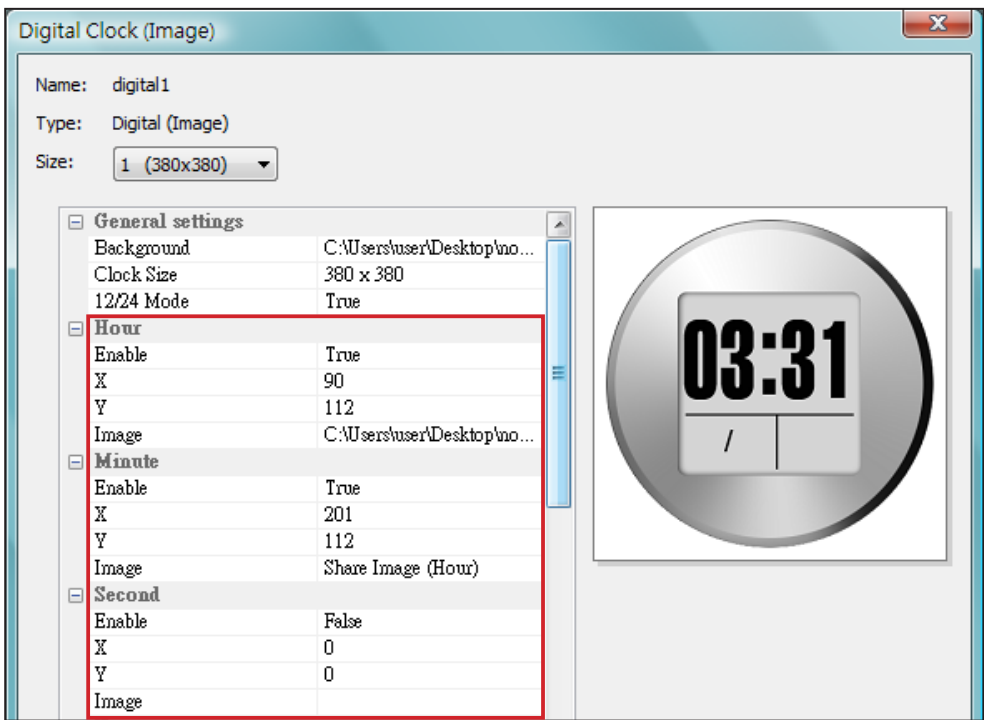 Digital Clock (Image)
Name: digital1
Type: Digital (Image)
Size: 1 (380x380)
General settings
Background C:\Users\user\Desktop\no...
Clock Size 380 x 380
12/24 Mode True
Hour
Enable True
X 90
Y 112
Image C:\Users\user\Desktop\no...
Minute
Enable True
X 201
Y 112
Image Share Image (Hour)
Second
Enable False
X 0
Y 0
Image
03:31
/